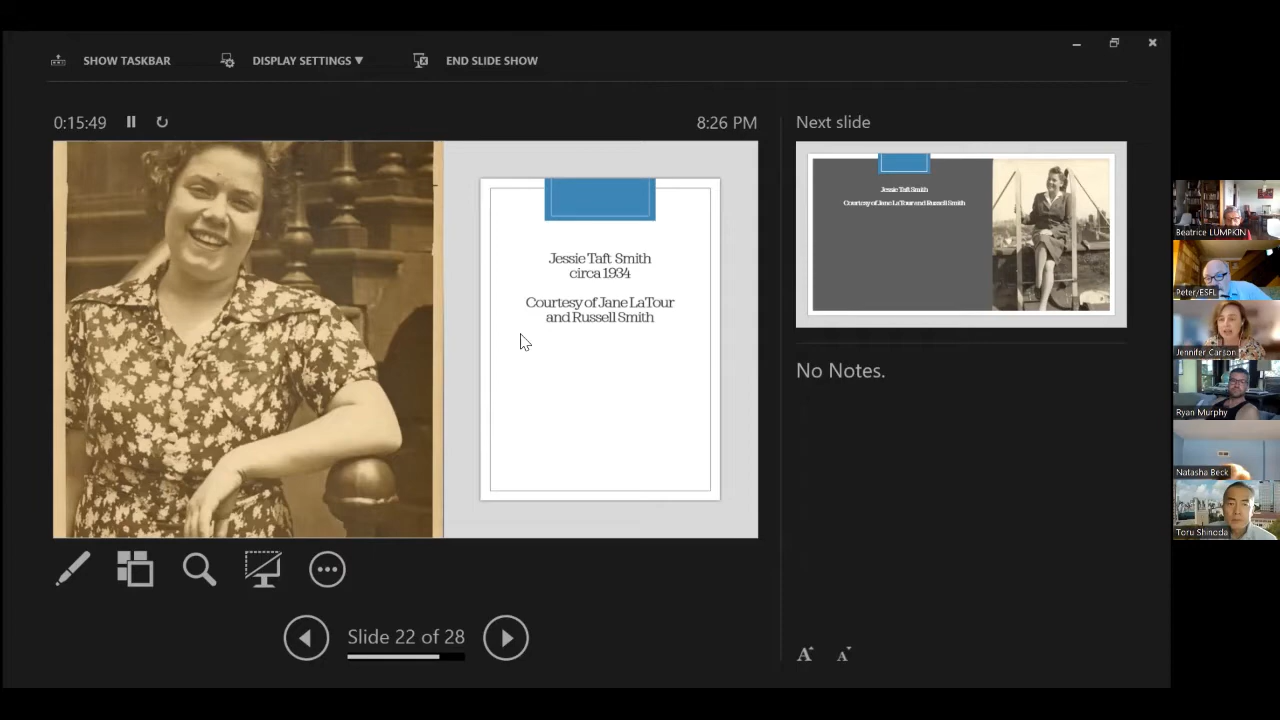 SHOW TASKBAR
DISPLAY SETTINGS ▼
END SLIDE SHOW
0:15:49
8:26 PM
Jessie Taft Smith
circa 1934
Courtesy of Jane LaTour
and Russell Smith
Slide 22 of 28
Next slide
Jessie Taft Smith
Courtesy of Jane LaTour and Russell Smith
No Notes.
A A
Beatrice LUMPKIN
Peter/ESFL
Jennifer Carson
Ryan Murphy
Natasha Beck
Toru Shinoda